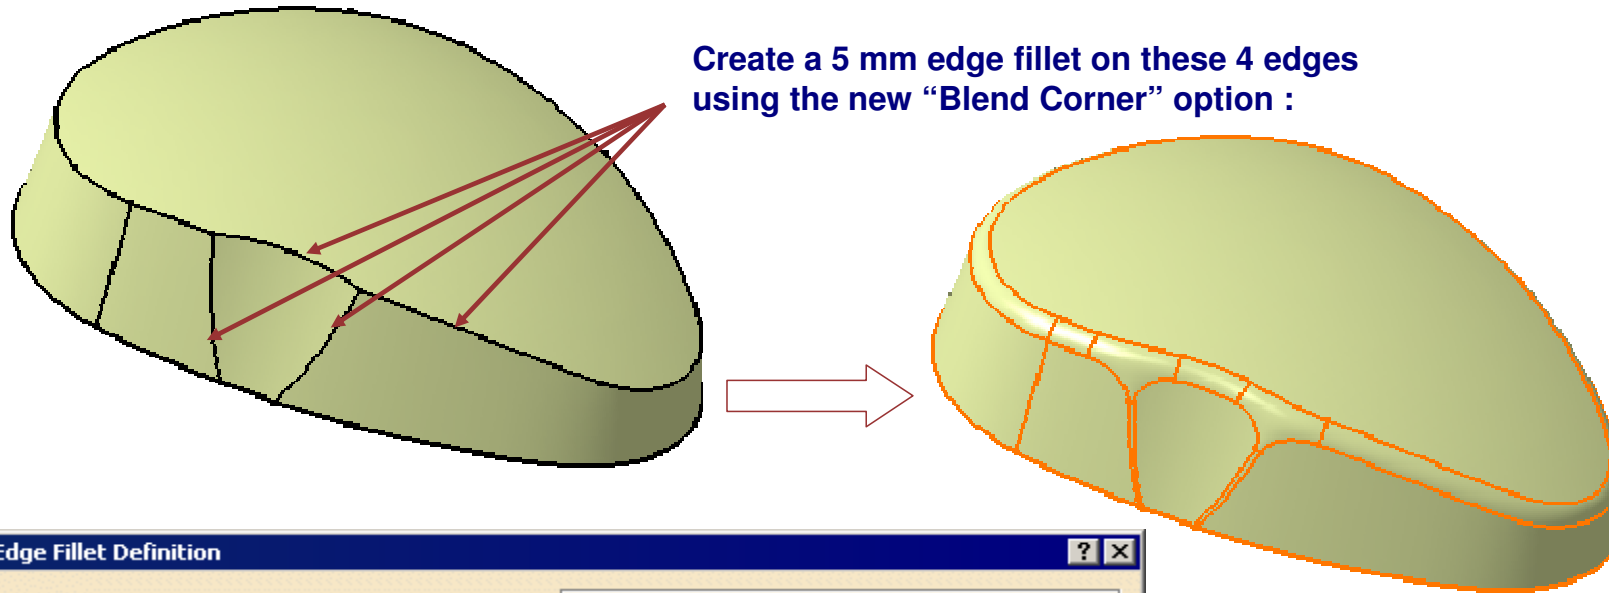 Create a 5 mm edge fillet on these 4 edges
using the new “Blend Corner” option :
Edge Fillet Definition